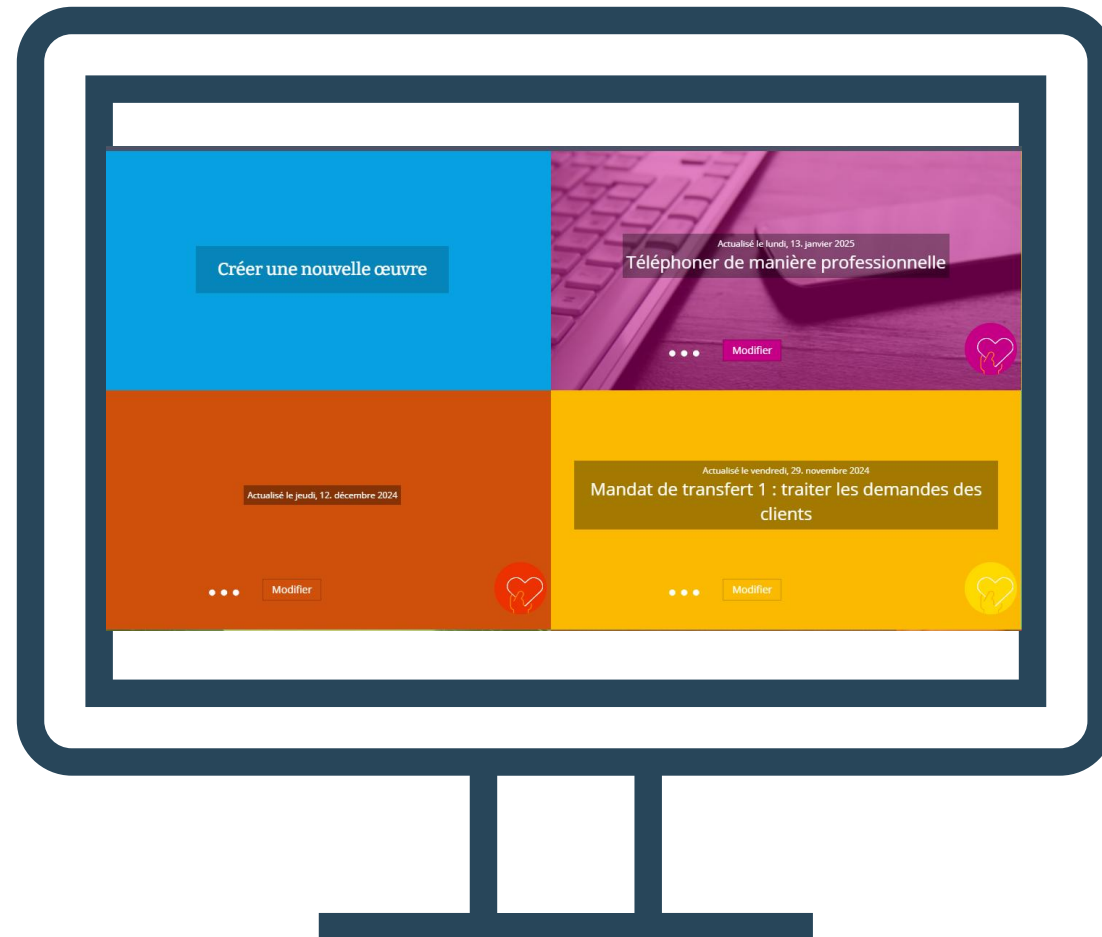 Créer une nouvelle œuvre
Actualisé le lundi, 13. janvier 2025
Téléphoner de manière professionnelle
Modifier
Actualisé le jeudi, 12. décembre 2024
Modifier
Actualisé le vendredi, 29. novembre 2024
Mandat de transfert 1 : traiter les demandes des
clients
Modifier